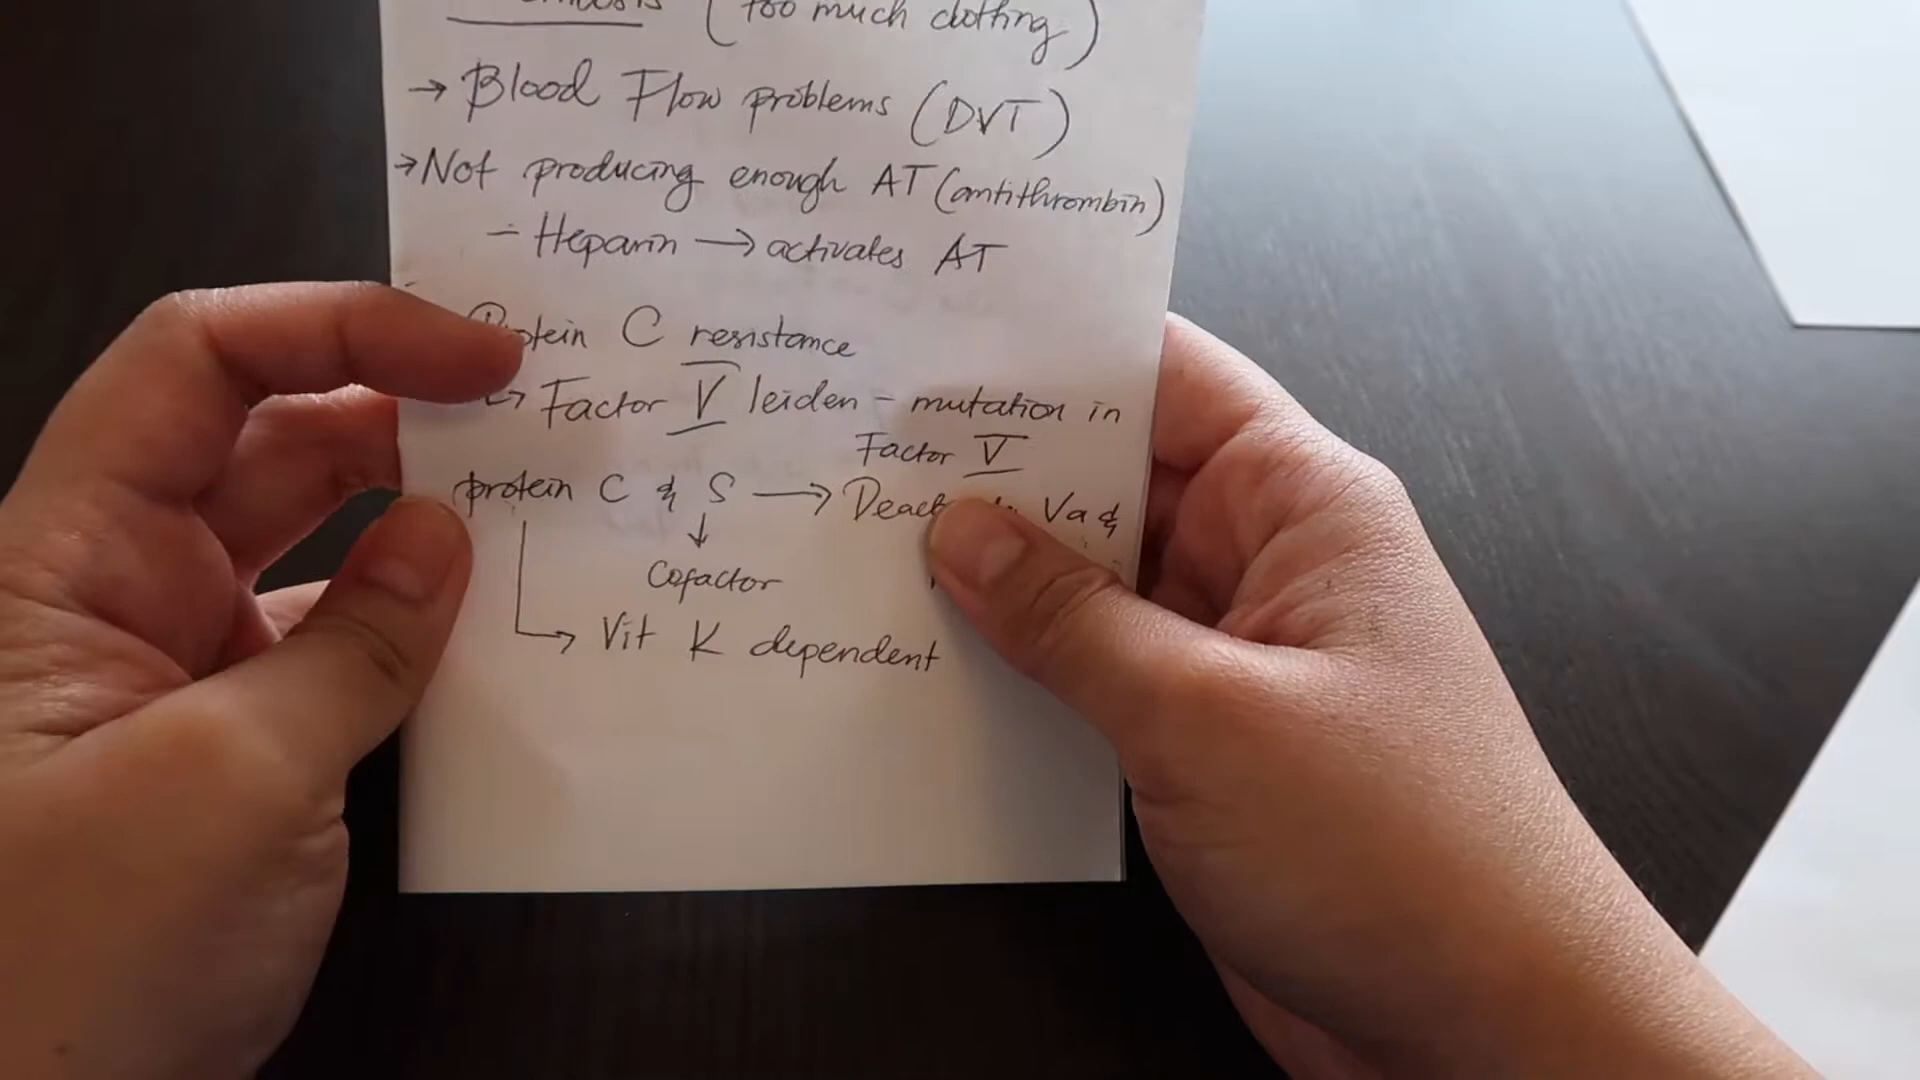 (too much clotting)
→ Blood Flow problems (DVT)
→ Not producing enough AT (antithrombin)
– Heparin → activates AT
Protein C resistance
↳ Factor V leiden – mutation in
Factor V
protein C & S → Va &
↓
Cofactor
↳ Vit K dependent